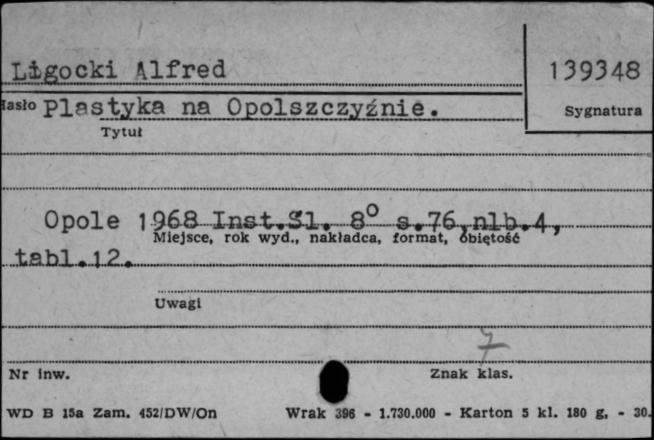 Ligocki Alfred
139348
Hasło Plastyka na Opolszczyźnie.
Sygnatura
Tytuł
Opole 1968 Inst.Śl. 8° s.76,nlb.4,
Miejsce, rok wyd., nakładca, format, objętość
tabl.12.
Uwagi
7
Nr inw.
Znak klas.
WD B 15a Zam. 452/DW/On Wrak 396 - 1.730.000 - Karton 5 kl. 180 g. - 30.